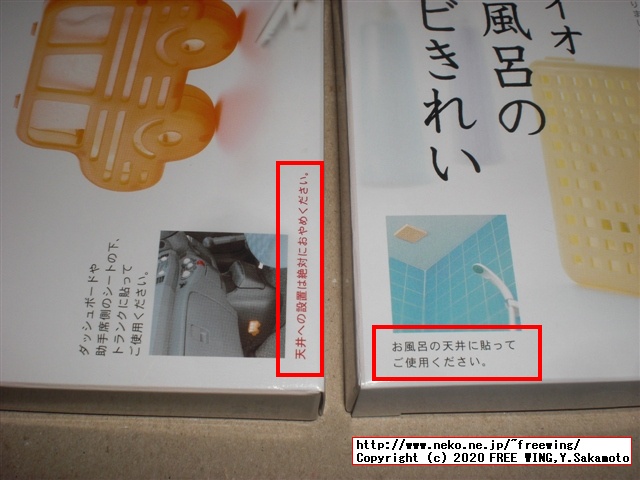 ダッシュボードや
助手席側のシートの下、
トランクに貼って
ご使用ください。
天井への設置は絶対におやめください。
イオ
風呂の
ビきれい
お風呂の天井に貼って
ご使用ください。
http://www.neko.ne.jp/~freewing/
Copyright (c) 2020 FREE WING,Y.Sakamoto